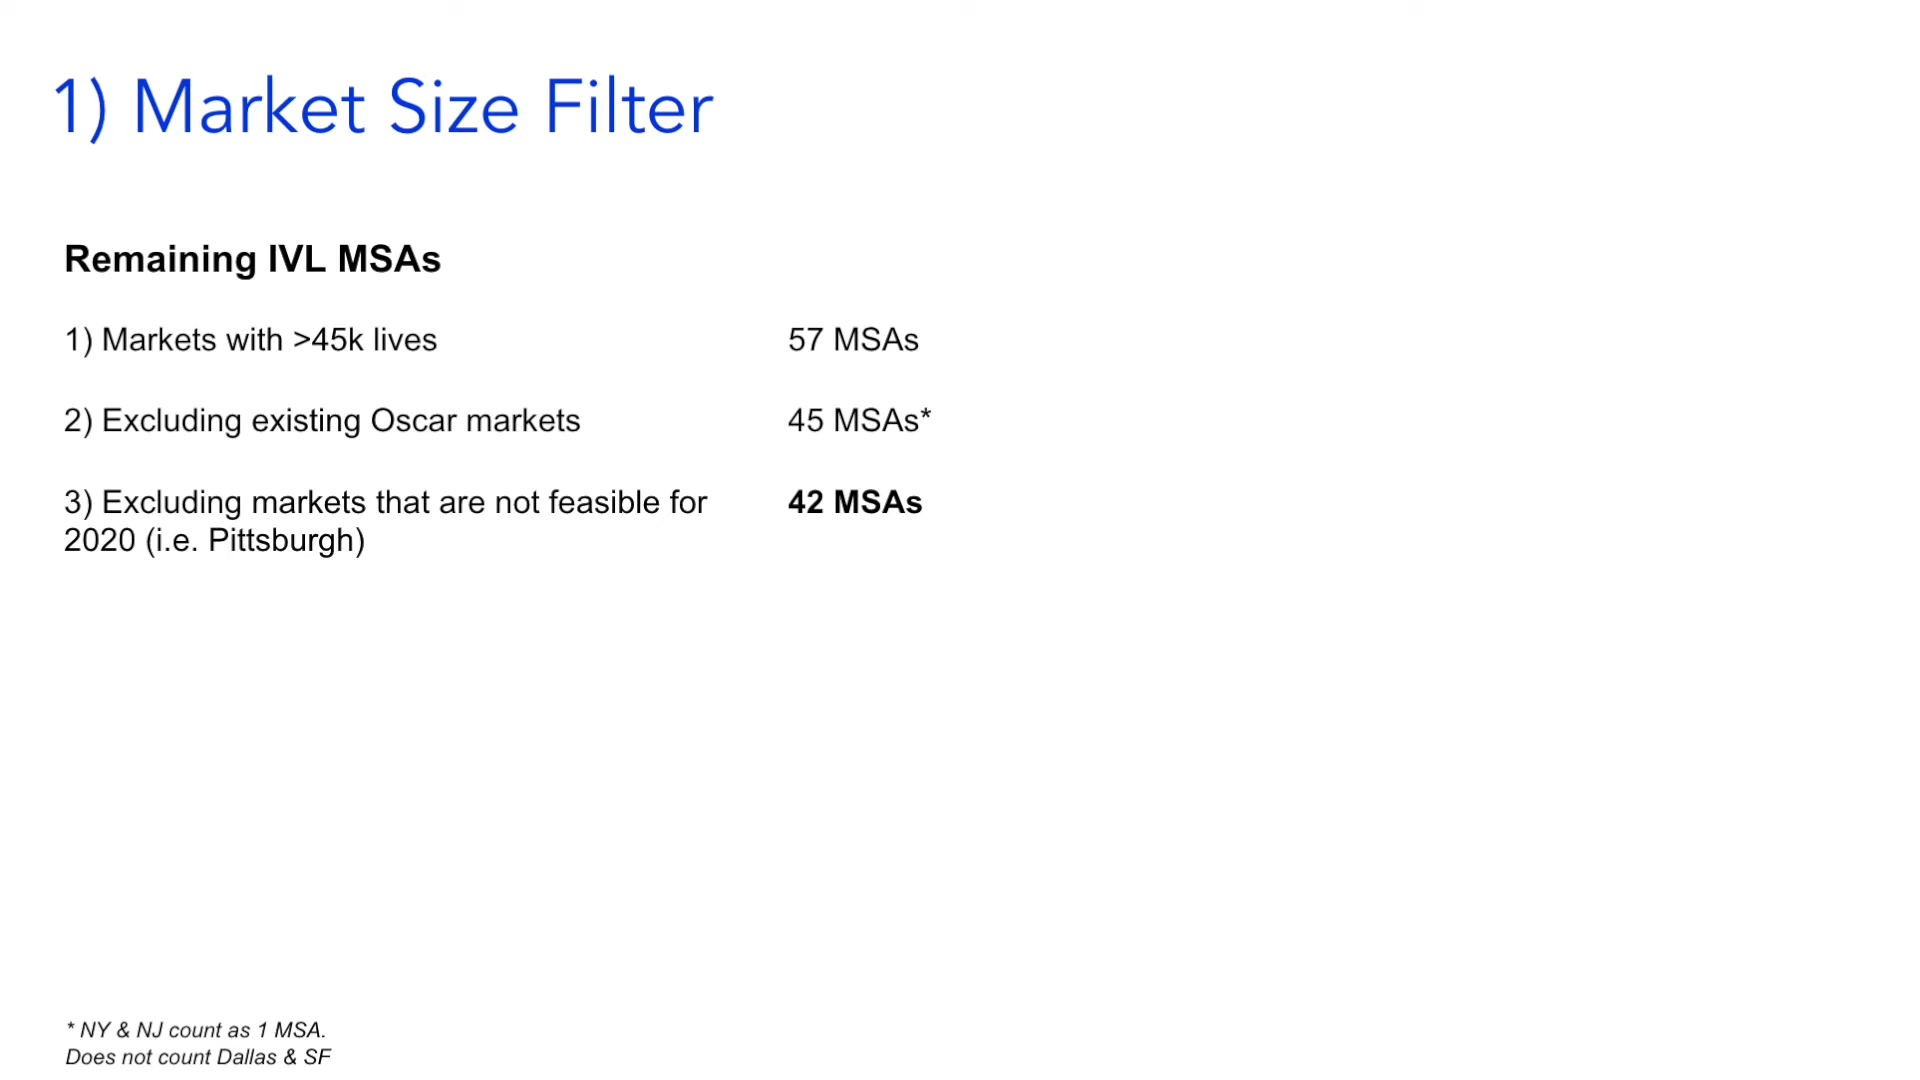 1) Market Size Filter
Remaining IVL MSAs
1) Markets with >45k lives 57 MSAs
2) Excluding existing Oscar markets 45 MSAs*
3) Excluding markets that are not feasible for 42 MSAs
2020 (i.e. Pittsburgh)
* NY & NJ count as 1 MSA.
Does not count Dallas & SF